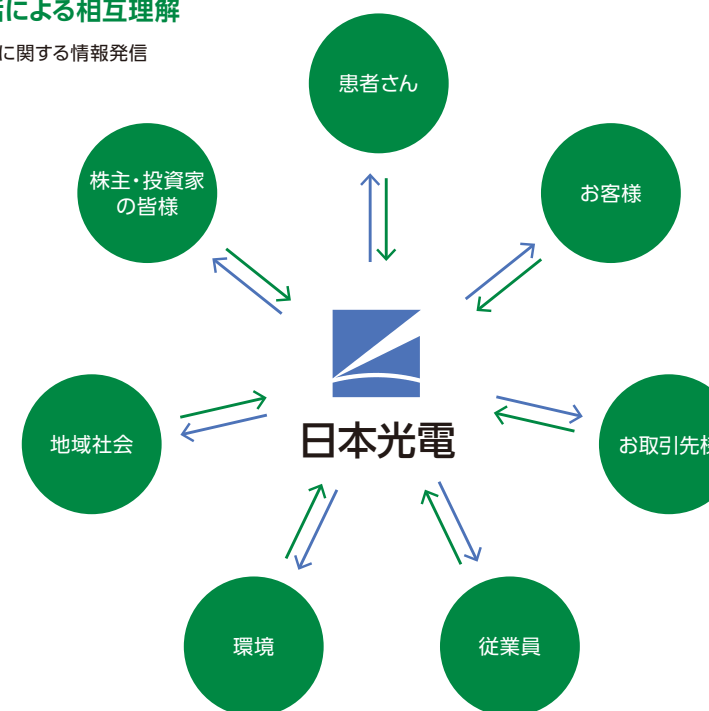 による相互理解
に関する情報発信
患者さん
株主・投資家
の皆様
お客様
日本光電
地域社会
お取引先様
環境
従業員